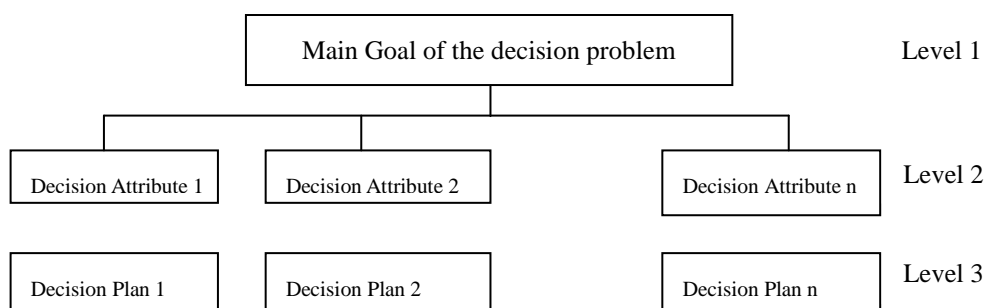 Main Goal of the decision problem
Level 1
Decision Attribute 1
Decision Attribute 2
Decision Attribute n
Level 2
Decision Plan 1
Decision Plan 2
Decision Plan n
Level 3